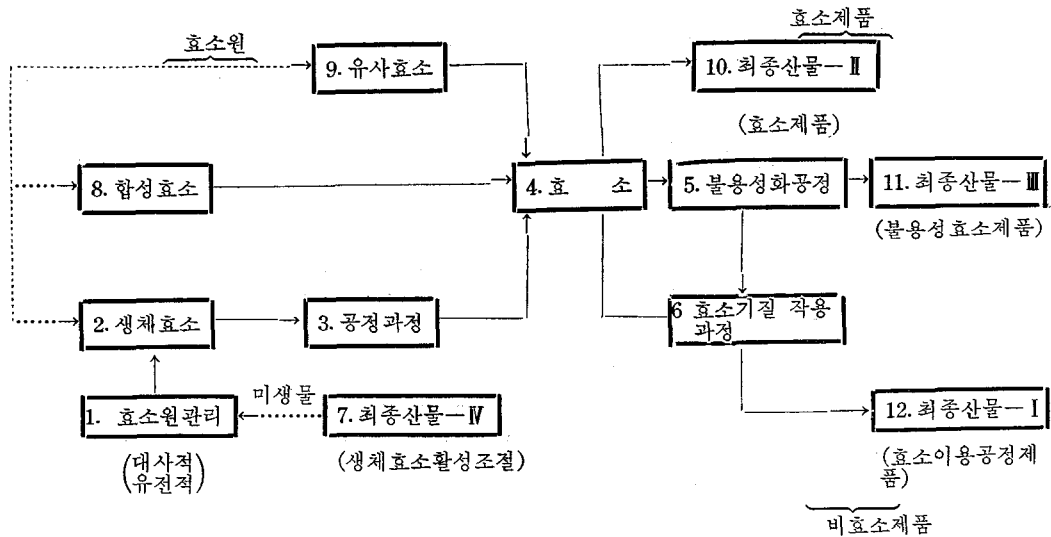 효소제품
효소원
9. 유사효소
10. 최종산물—Ⅱ
(효소제품)
8. 합성효소
4. 효 소
5. 불용성화공정
11. 최종산물—Ⅲ
(불용성효소제품)
2. 생체효소
3. 공정과정
6 효소기질 작용
과정
미생물
1. 효소원관리
7. 최종산물—Ⅳ
12. 최종산물—Ⅰ
(대사적
유전적)
(생체효소활성조절)
(효소이용공정제
품)
비효소제품